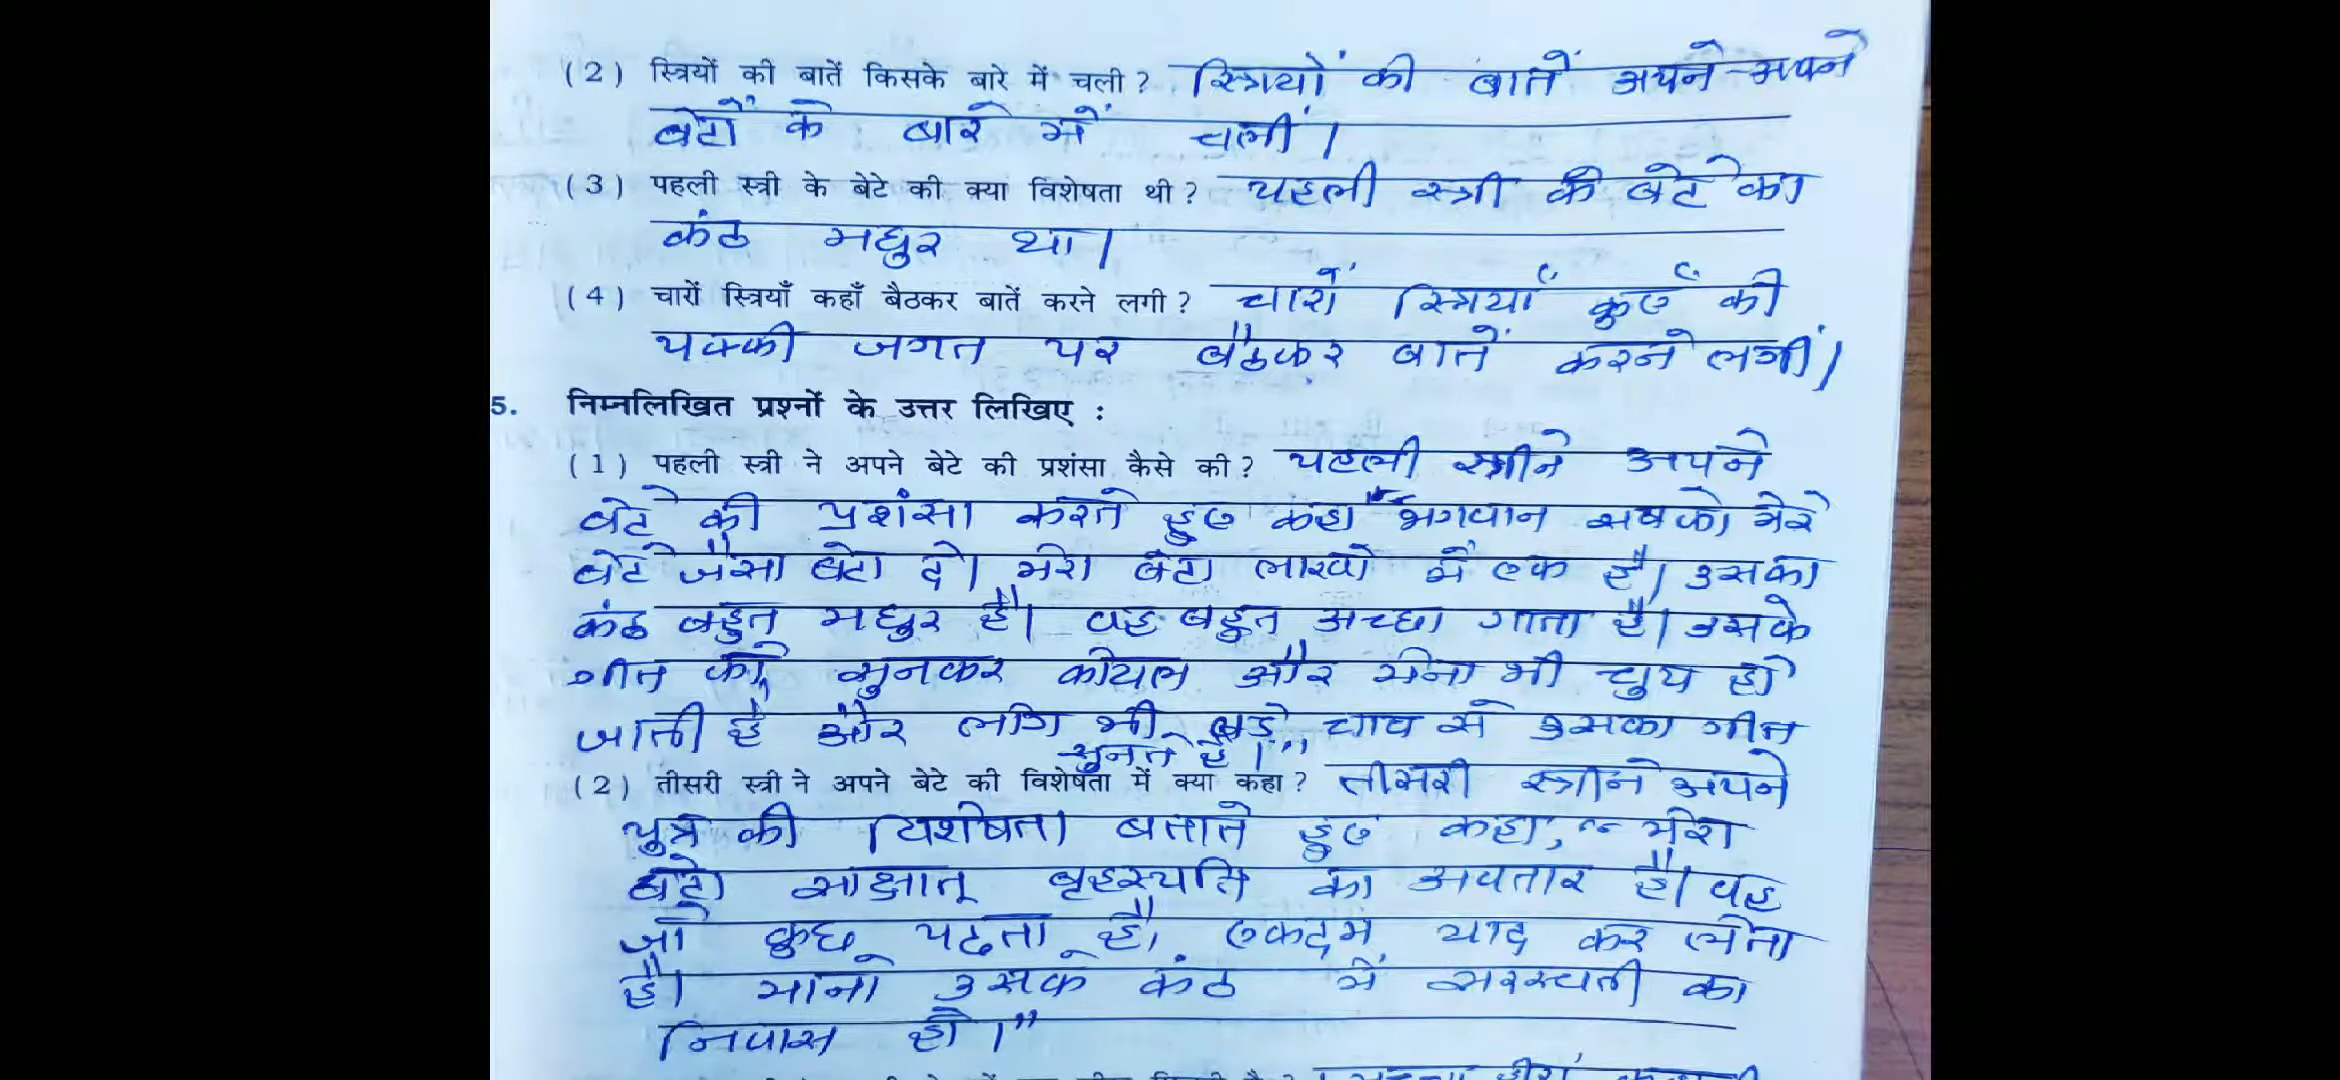 (2) स्त्रियों की बातें किसके बारे में चली? स्त्रियों की बातें अपने-अपने
बेटों के बारे में चलीं।
(3) पहली स्त्री के बेटे की क्या विशेषता थी? पहली स्त्री के बेटे का
कंठ मधुर था।
(4) चारों स्त्रियाँ कहाँ बैठकर बातें करने लगी? चारों स्त्रियाँ कुएँ की
पक्की जगत पर बैठकर बातें करने लगीं।
5. निम्नलिखित प्रश्नों के उत्तर लिखिए :
(1) पहली स्त्री ने अपने बेटे की प्रशंसा कैसे की? पहली स्त्रीने अपने
बेटे की प्रशंसा करते हुए कहा "भगवान सबको मेरे
बेटे जैसा बेटा दे। मेरा बेटा लाखो में एक है। उसका
कंठ बहुत मधुर है। वह बहुत अच्छा गाता है। उसके
गीत को सुनकर कोयल और मैना भी चुप हो
जाती है और लोग भी बड़े चाव से उसका गीत
सुनते है।"
(2) तीसरी स्त्री ने अपने बेटे की विशेषता में क्या कहा? तीसरी स्त्रीने अपने
पुत्र की विशेषता बताते हुए कहा, "मेरा
बेटा साक्षात् बृहस्पति का अवतार है। वह
जो कुछ पढ़ता है, एकदम याद कर लेता
है। मानो उसके कंठ में सरस्वती का
निवास हो।"